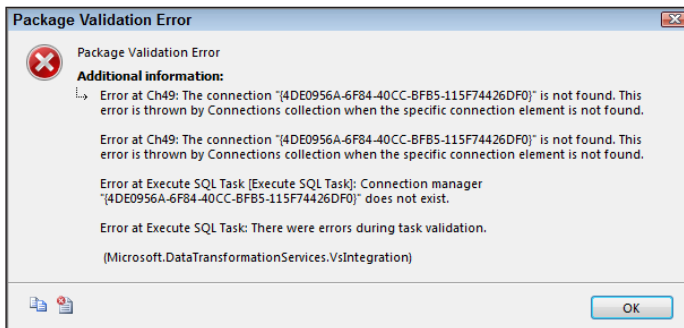 Package Validation Error
Package Validation Error
Additional information:
Error at Ch49: The connection "{4DE0956A-6F84-40CC-BFB5-115F74426DF0}" is not found. This
error is thrown by Connections collection when the specific connection element is not found.
Error at Ch49: The connection "{4DE0956A-6F84-40CC-BFB5-115F74426DF0}" is not found. This
error is thrown by Connections collection when the specific connection element is not found.
Error at Execute SQL Task [Execute SQL Task]: Connection manager
"{4DE0956A-6F84-40CC-BFB5-115F74426DF0}" does not exist.
Error at Execute SQL Task: There were errors during task validation.
(Microsoft.DataTransformationServices.VsIntegration)
OK